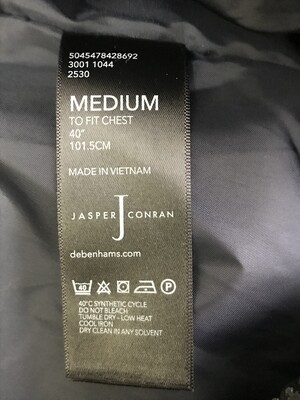 5045478428692
3001 1044
2530
MEDIUM
TO FIT CHEST
40"
101.5CM
MADE IN VIETNAM
JASPER J CONRAN
debenhams.com
40 P
40°C SYNTHETIC CYCLE
DO NOT BLEACH
TUMBLE DRY - LOW HEAT
COOL IRON
DRY CLEAN IN ANY SOLVENT